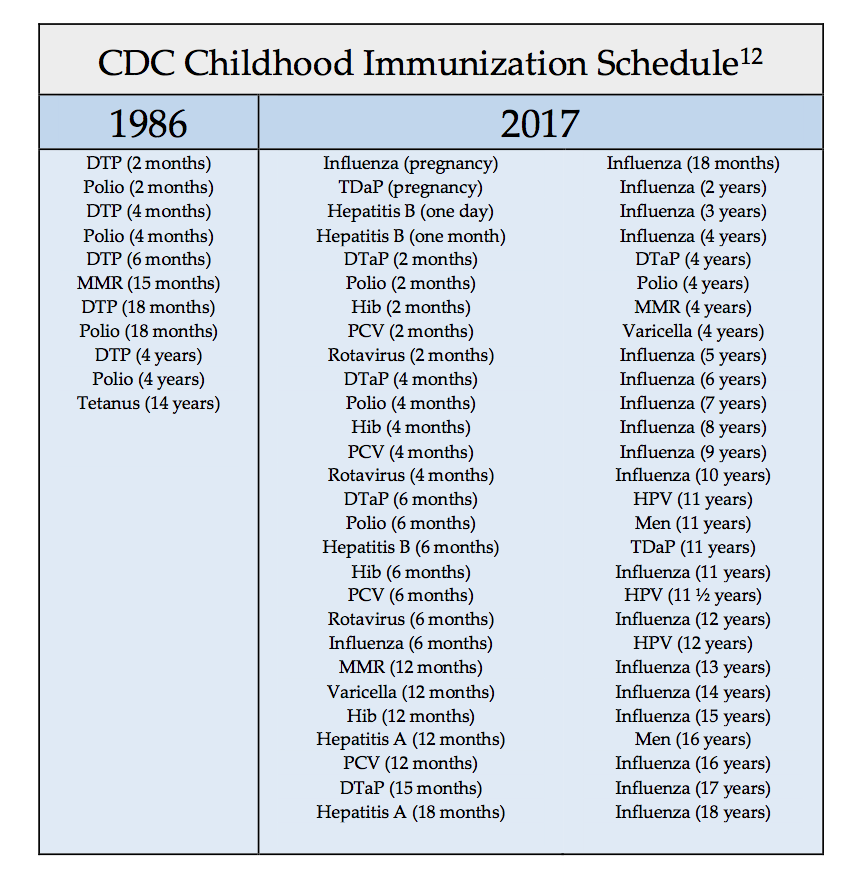 CDC Childhood Immunization Schedule12
1986
2017
DTP (2 months)
Polio (2 months)
DTP (4 months)
Polio (4 months)
DTP (6 months)
MMR (15 months)
DTP (18 months)
Polio (18 months)
DTP (4 years)
Polio (4 years)
Tetanus (14 years)
Influenza (pregnancy)
TDaP (pregnancy)
Hepatitis B (one day)
Hepatitis B (one month)
DTaP (2 months)
Polio (2 months)
Hib (2 months)
PCV (2 months)
Rotavirus (2 months)
DTaP (4 months)
Polio (4 months)
Hib (4 months)
PCV (4 months)
Rotavirus (4 months)
DTaP (6 months)
Polio (6 months)
Hepatitis B (6 months)
Hib (6 months)
PCV (6 months)
Rotavirus (6 months)
Influenza (6 months)
MMR (12 months)
Varicella (12 months)
Hib (12 months)
Hepatitis A (12 months)
PCV (12 months)
DTaP (15 months)
Hepatitis A (18 months)
Influenza (18 months)
Influenza (2 years)
Influenza (3 years)
Influenza (4 years)
DTaP (4 years)
Polio (4 years)
MMR (4 years)
Varicella (4 years)
Influenza (5 years)
Influenza (6 years)
Influenza (7 years)
Influenza (8 years)
Influenza (9 years)
Influenza (10 years)
HPV (11 years)
Men (11 years)
TDaP (11 years)
Influenza (11 years)
HPV (11 ½ years)
Influenza (12 years)
HPV (12 years)
Influenza (13 years)
Influenza (14 years)
Influenza (15 years)
Men (16 years)
Influenza (16 years)
Influenza (17 years)
Influenza (18 years)